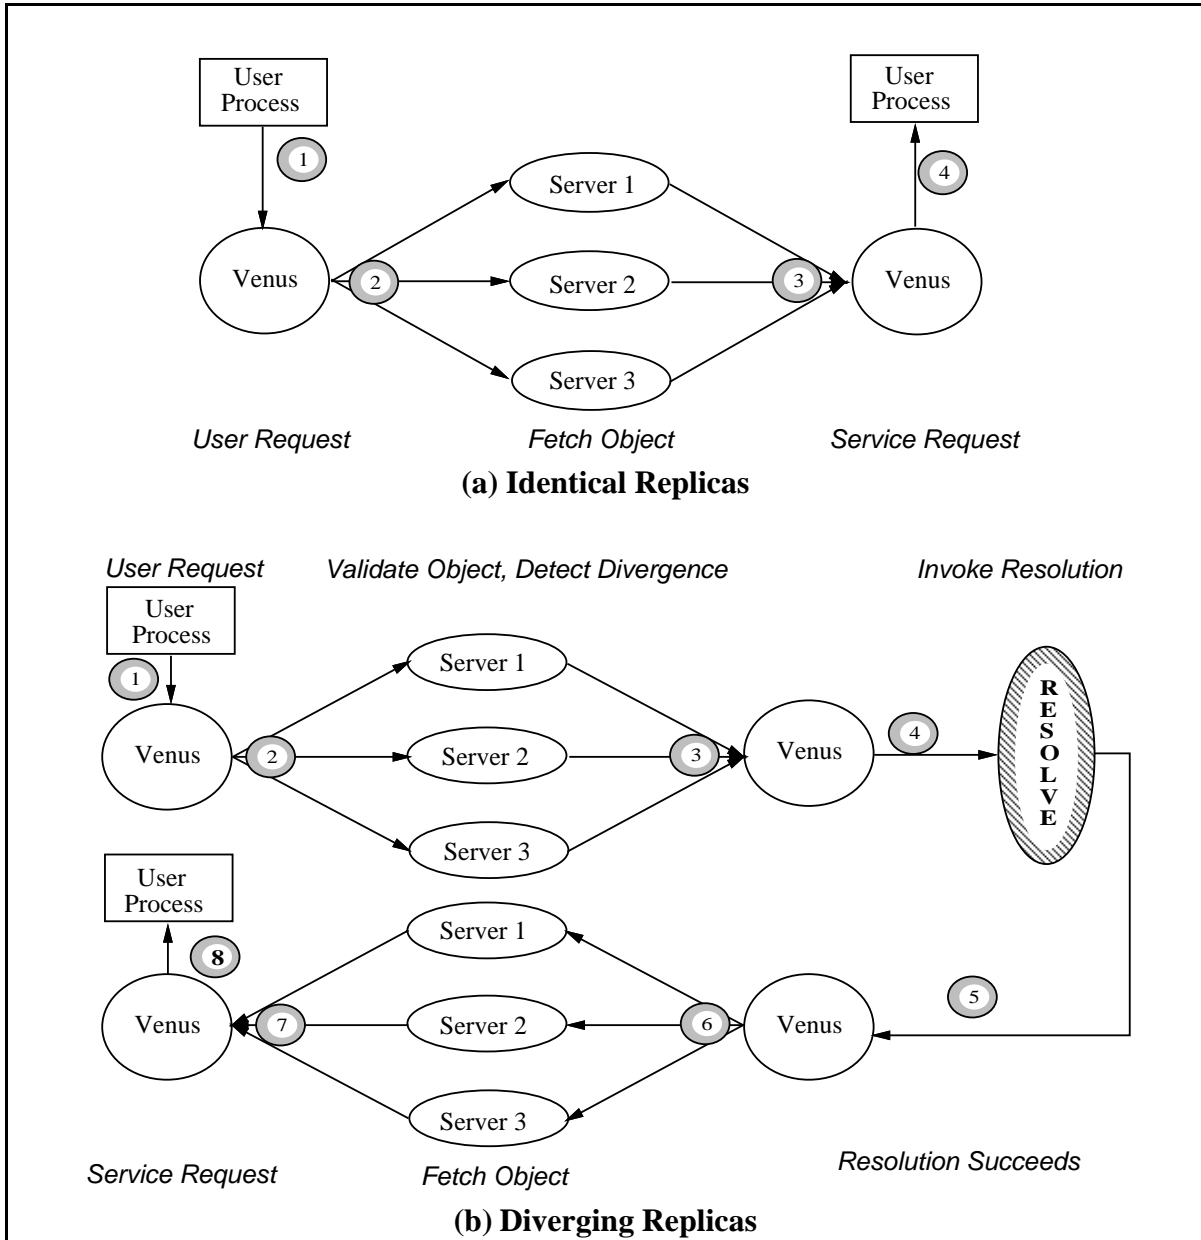 User
Process
User
Process
1
4
Server 1
Venus
2
Server 2
3
Venus
Server 3
User Request
Fetch Object
Service Request
(a) Identical Replicas
User Request
Validate Object, Detect Divergence
Invoke Resolution
User
Process
1
Server 1
Venus
2
Server 2
3
Venus
4
RESOLVE
Server 3
User
Process
8
Server 1
Venus
7
Server 2
6
Venus
5
Server 3
Service Request
Fetch Object
Resolution Succeeds
(b) Diverging Replicas